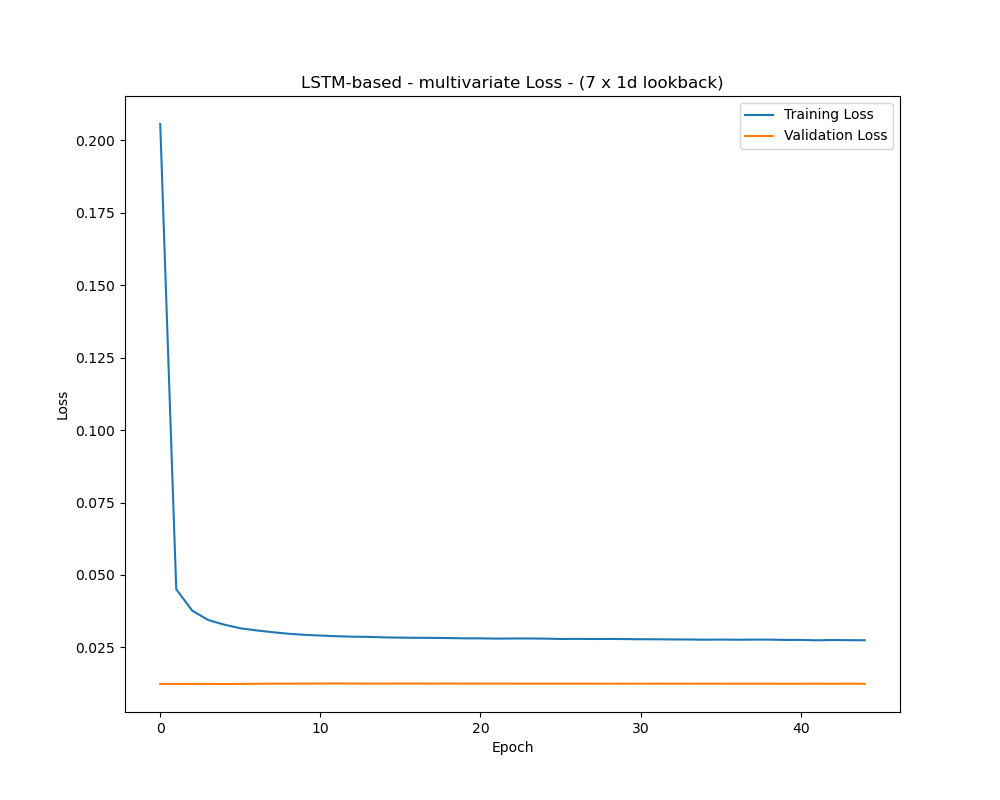 LSTM-based - multivariate Loss - (7 x 1d lookback)
Training Loss
Validation Loss
0.200
0.175
0.150
0.125
0.100
0.075
0.050
0.025
Loss
0 10 20 30 40
Epoch